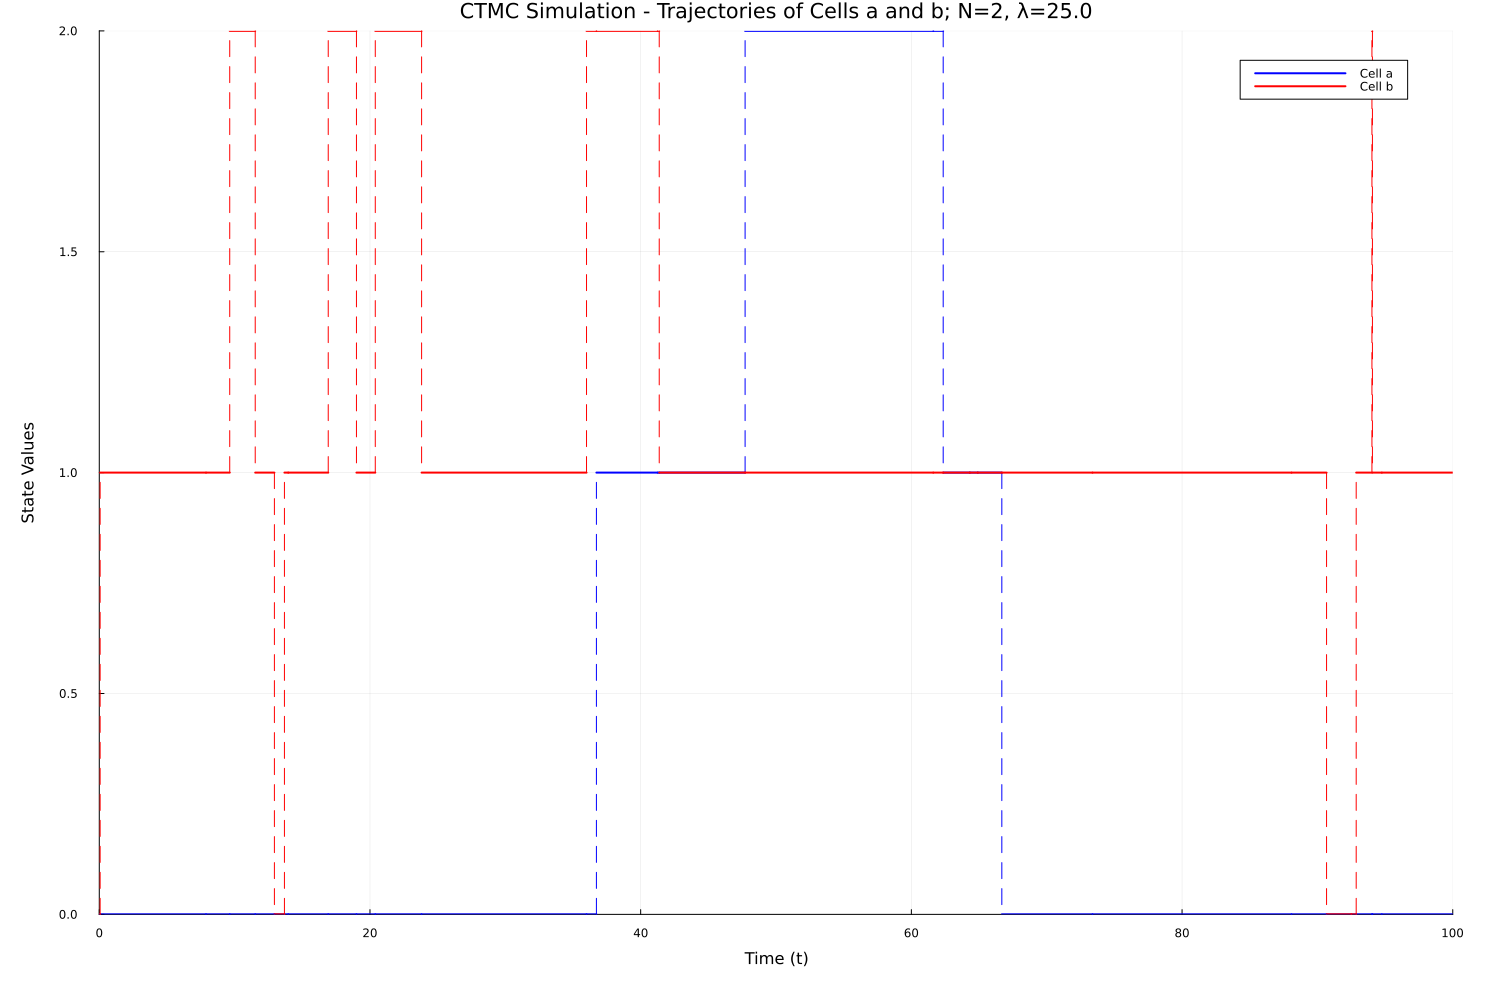 CTMC Simulation - Trajectories of Cells a and b; N=2, λ=25.0
Cell a
Cell b
State Values
2.0
1.5
1.0
0.5
0.0
0 20 40 60 80 100
Time (t)